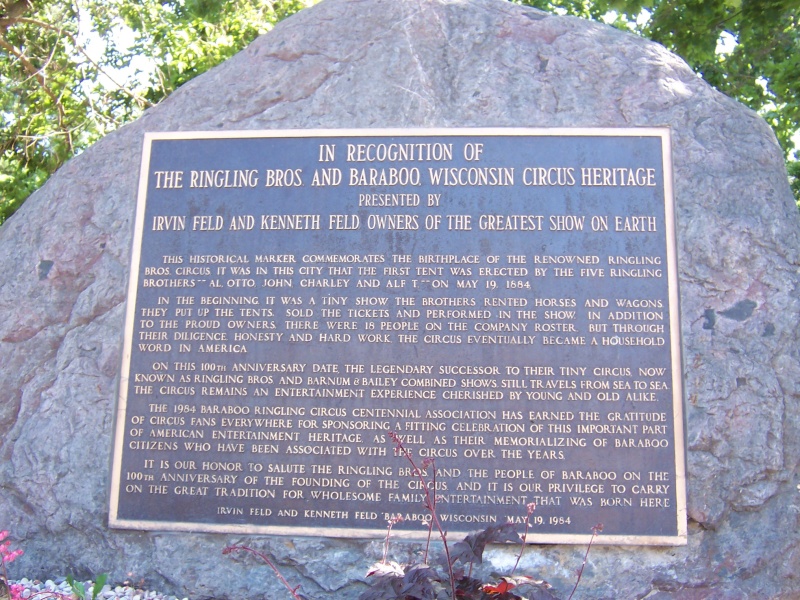 IN RECOGNITION OF
THE RINGLING BROS. AND BARABOO, WISCONSIN CIRCUS HERITAGE
PRESENTED BY
IRVIN FELD AND KENNETH FELD OWNERS OF THE GREATEST SHOW ON EARTH
THIS HISTORICAL MARKER COMMEMORATES THE BIRTHPLACE OF THE RENOWNED RINGLING
BROS. CIRCUS. IT WAS IN THIS CITY THAT THE FIRST TENT WAS ERECTED BY THE FIVE RINGLING
BROTHERS -- AL, OTTO, JOHN, CHARLEY AND ALF T -- ON MAY 19, 1884.
IN THE BEGINNING IT WAS A TINY SHOW. THE BROTHERS RENTED HORSES AND WAGONS.
THEY PUT UP THE TENTS, SOLD THE TICKETS AND PERFORMED IN THE SHOW. IN ADDITION
TO THE PROUD OWNERS, THERE WERE 18 PEOPLE ON THE COMPANY ROSTER. BUT THROUGH
THEIR DILIGENCE, HONESTY AND HARD WORK, THE CIRCUS EVENTUALLY BECAME A HOUSEHOLD
WORD IN AMERICA.
ON THIS 100TH ANNIVERSARY DATE, THE LEGENDARY SUCCESSOR TO THEIR TINY CIRCUS, NOW
KNOWN AS RINGLING BROS. AND BARNUM & BAILEY COMBINED SHOWS, STILL TRAVELS FROM SEA TO SEA.
THE CIRCUS REMAINS AN ENTERTAINMENT EXPERIENCE CHERISHED BY YOUNG AND OLD ALIKE.
THE 1984 BARABOO RINGLING CIRCUS CENTENNIAL ASSOCIATION HAS EARNED THE GRATITUDE
OF CIRCUS FANS EVERYWHERE FOR SPONSORING A FITTING CELEBRATION OF THIS IMPORTANT PART
OF AMERICAN ENTERTAINMENT HERITAGE, AS WELL AS THEIR MEMORIALIZING OF BARABOO
CITIZENS WHO HAVE BEEN ASSOCIATED WITH THE CIRCUS OVER THE YEARS.
IT IS OUR HONOR TO SALUTE THE RINGLING BROS. AND THE PEOPLE OF BARABOO ON THE
100TH ANNIVERSARY OF THE FOUNDING OF THE CIRCUS, AND IT IS OUR PRIVILEGE TO CARRY
ON THE GREAT TRADITION FOR WHOLESOME FAMILY ENTERTAINMENT THAT WAS BORN HERE.
IRVIN FELD AND KENNETH FELD BARABOO, WISCONSIN MAY 19, 1984